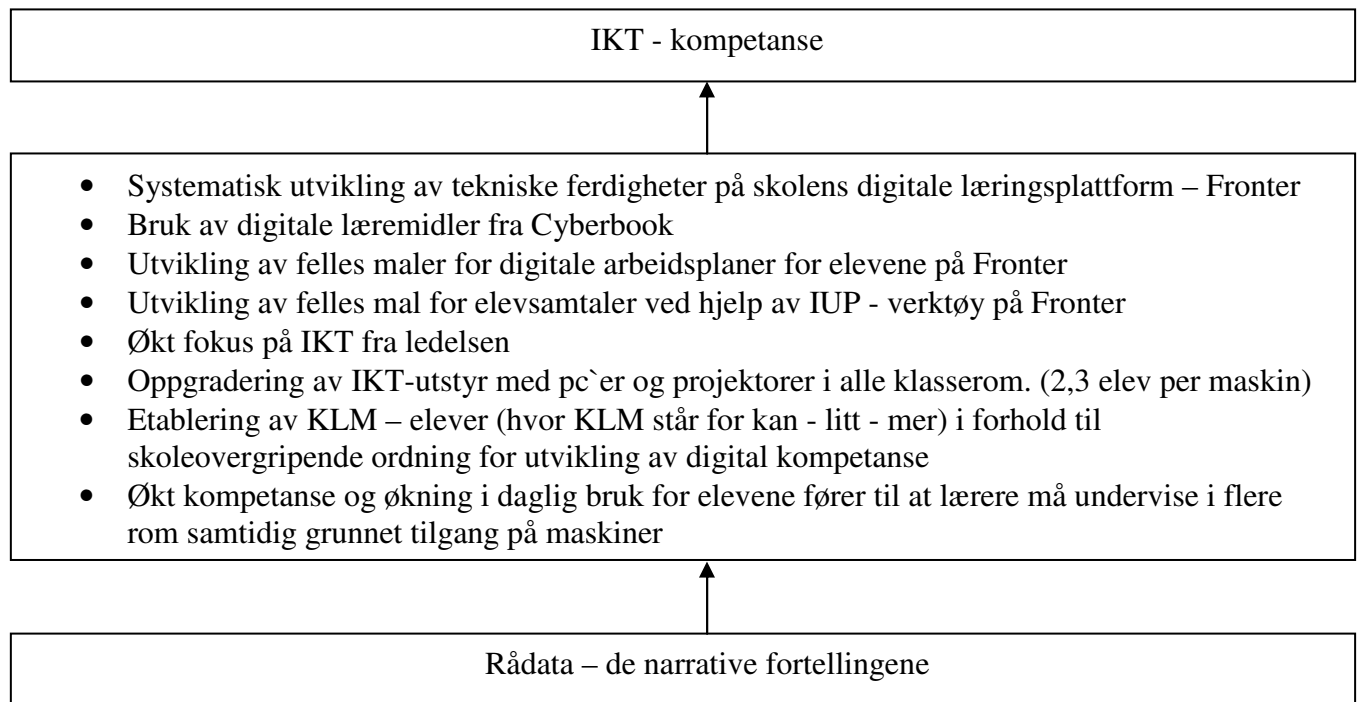 IKT - kompetanse
• Systematisk utvikling av tekniske ferdigheter på skolens digitale læringsplattform – Fronter
• Bruk av digitale læremidler fra Cyberbook
• Utvikling av felles maler for digitale arbeidsplaner for elevene på Fronter
• Utvikling av felles mal for elevsamtaler ved hjelp av IUP - verktøy på Fronter
• Økt fokus på IKT fra ledelsen
• Oppgradering av IKT-utstyr med pc`er og projektorer i alle klasserom. (2,3 elev per maskin)
• Etablering av KLM – elever (hvor KLM står for kan - litt - mer) i forhold til
skoleovergripende ordning for utvikling av digital kompetanse
• Økt kompetanse og økning i daglig bruk for elevene fører til at lærere må undervise i flere
rom samtidig grunnet tilgang på maskiner
Rådata – de narrative fortellingene